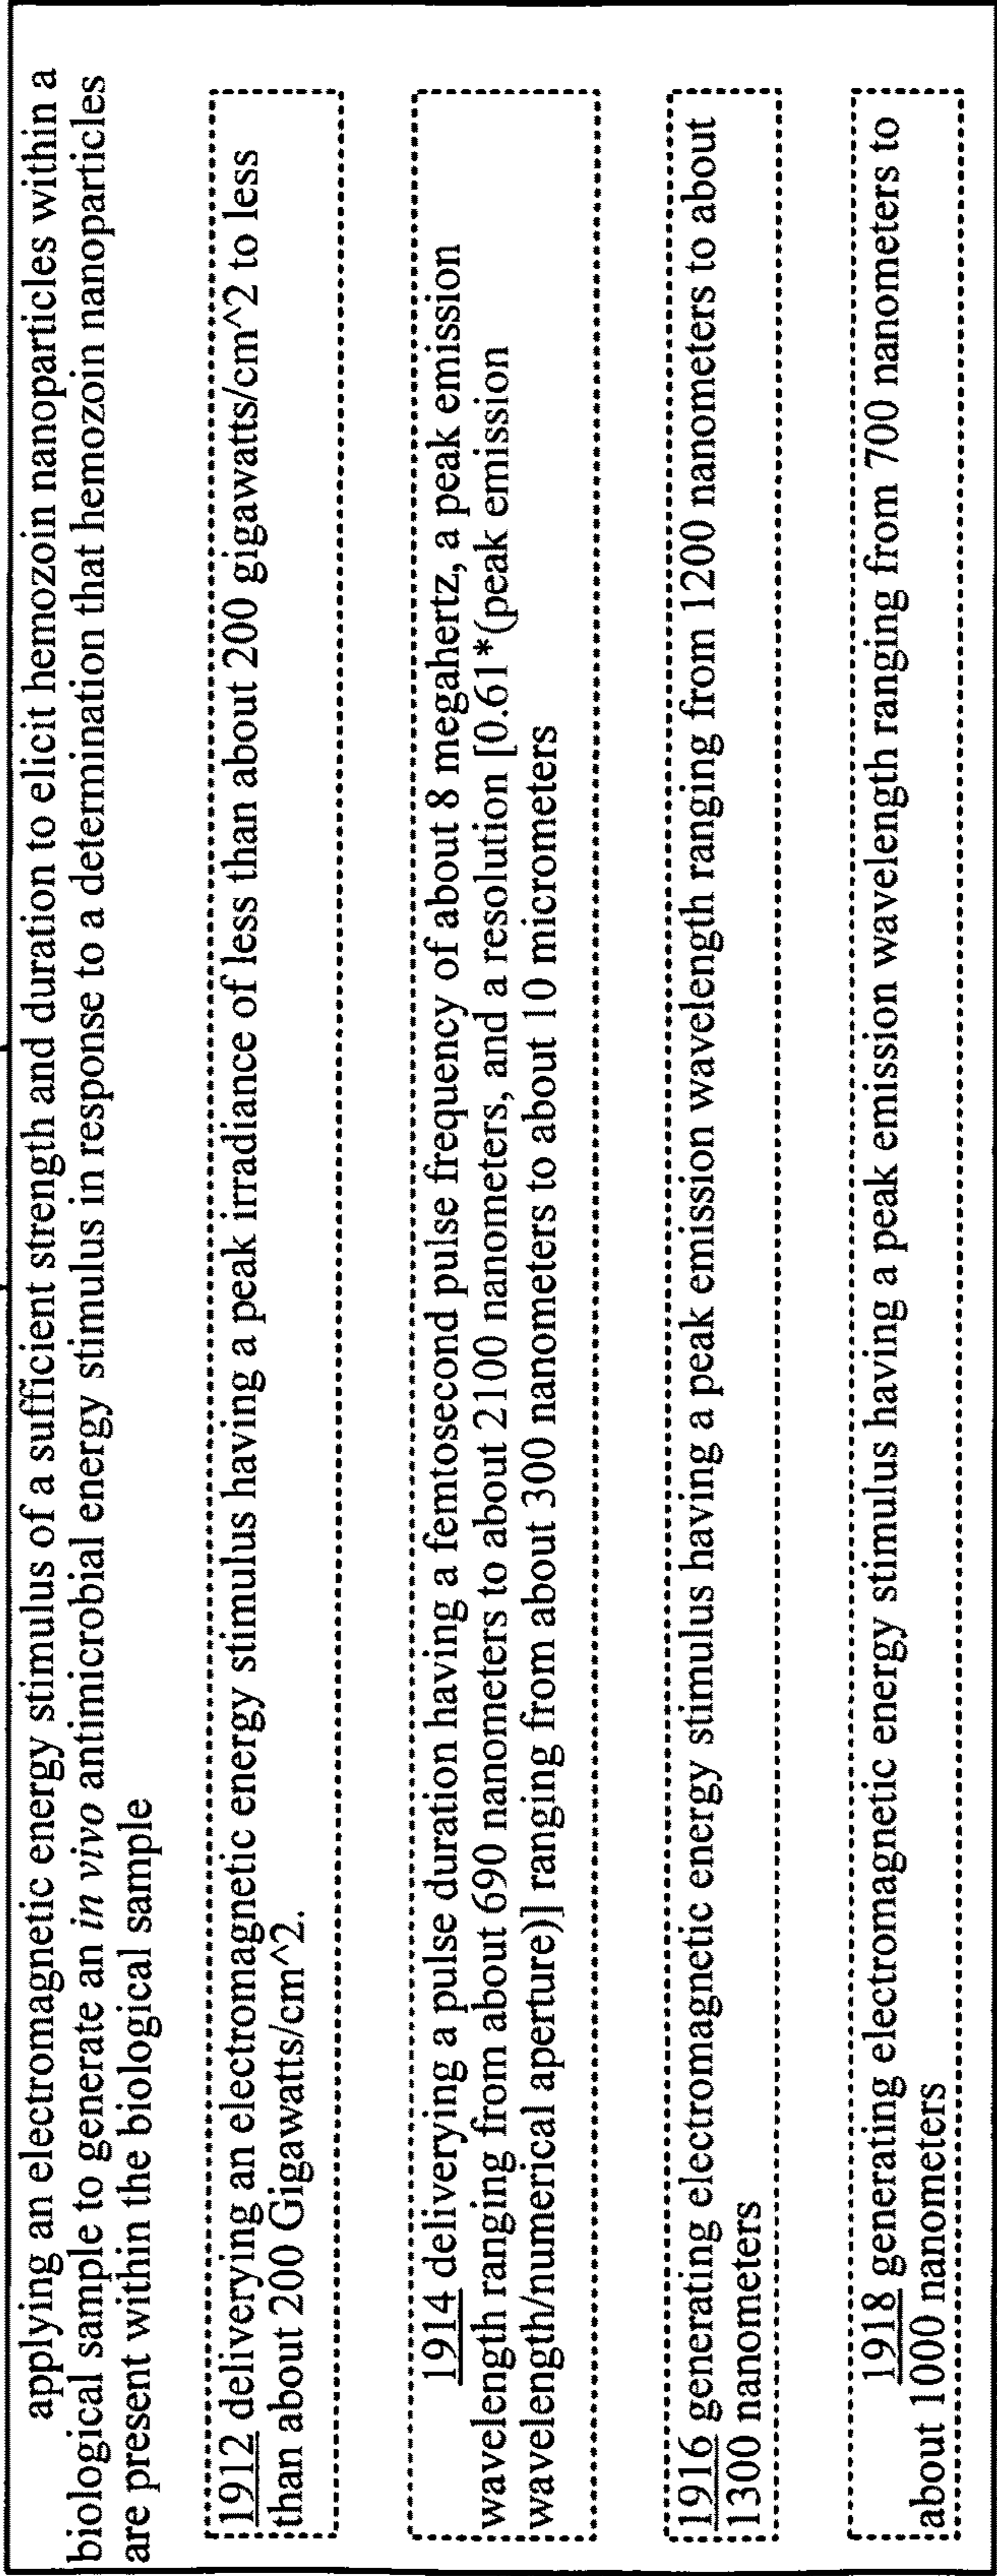 applying an electromagnetic energy stimulus of a sufficient strength and duration to elicit hemozoin nanoparticles within a
biological sample to generate an in vivo antimicrobial energy stimulus in response to a determination that hemozoin nanoparticles
are present within the biological sample
1912 deliverying an electromagnetic energy stimulus having a peak irradiance of less than about 200 gigawatts/cm^2 to less
than about 200 Gigawatts/cm^2.
1914 deliverying a pulse duration having a femtosecond pulse frequency of about 8 megahertz, a peak emission
wavelength ranging from about 690 nanometers to about 2100 nanometers, and a resolution [0.61*(peak emission
wavelength/numerical aperture)] ranging from about 300 nanometers to about 10 micrometers
1916 generating electromagnetic energy stimulus having a peak emission wavelength ranging from 1200 nanometers to about
1300 nanometers
1918 generating electromagnetic energy stimulus having a peak emission wavelength ranging from 700 nanometers to
about 1000 nanometers